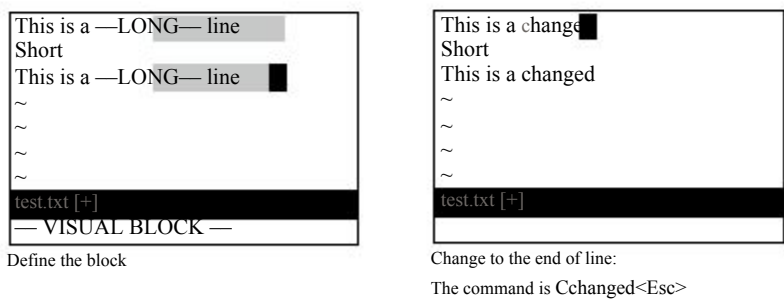 This is a —LONG— line
Short
This is a —LONG— line
~
~
~
~
test.txt [+]
— VISUAL BLOCK —
Define the block
This is a change
Short
This is a changed
~
~
~
~
test.txt [+]
Change to the end of line:
The command is Cchanged<Esc>